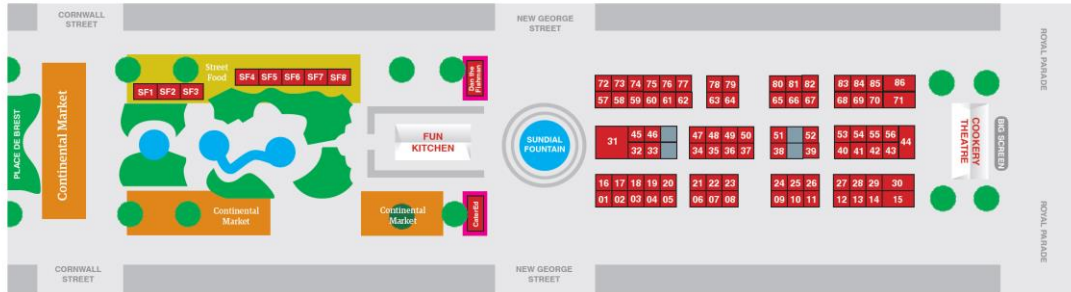 CORNWALL
STREET
NEW GEORGE
STREET
ROYAL PARADE
PLACE DE BREST
Continental Market
Street
Food
SF1 SF2 SF3
SF4 SF5 SF6 SF7 SF8
Dan the
Fishman
FUN
KITCHEN
SUNDIAL
FOUNTAIN
72 73 74 75 76 77
57 58 59 60 61 62
78 79
63 64
80 81 82
65 66 67
83 84 85 86
68 69 70 71
31
45 46
32 33
47 48 49 50
34 35 36 37
51 52
38 39
53 54 55 56
40 41 42 43
44
16 17 18 19 20
01 02 03 04 05
21 22 23
06 07 08
24 25 26
09 10 11
27 28 29 30
12 13 14 15
COOKERY
THEATRE
BIG SCREEN
Continental
Market
Continental
Market
CaterEd
CORNWALL
STREET
NEW GEORGE
STREET
ROYAL PARADE